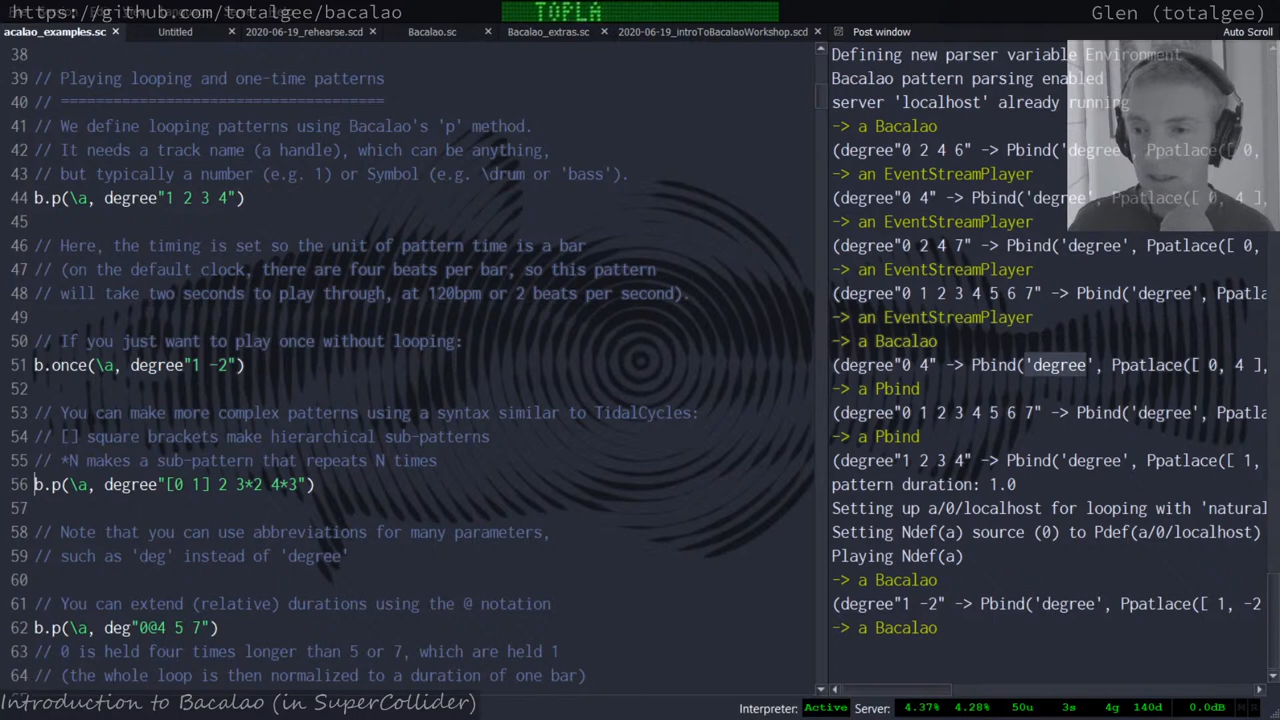 https://github.com/totalgee/bacalao
TOPLA
Glen (totalgee)
acalao_examples.sc
Untitled
2020-06-19_rehearse.scd
Bacalao.sc
Bacalao_extras.sc
2020-06-19_introToBacalaoWorkshop.scd
Post window
Auto Scroll
38
39 // Playing looping and one-time patterns
40 // =====================================
41 // We define looping patterns using Bacalao's 'p' method.
42 // It needs a track name (a handle), which can be anything,
43 // but typically a number (e.g. 1) or Symbol (e.g. \drum or 'bass').
44 b.p(\a, degree"1 2 3 4")
45
46 // Here, the timing is set so the unit of pattern time is a bar
47 // (on the default clock, there are four beats per bar, so this pattern
48 // will take two seconds to play through, at 120bpm or 2 beats per second).
49
50 // If you just want to play once without looping:
51 b.once(\a, degree"1 -2")
52
53 // You can make more complex patterns using a syntax similar to TidalCycles:
54 // [] square brackets make hierarchical sub-patterns
55 // *N makes a sub-pattern that repeats N times
56 b.p(\a, degree"[0 1] 2 3*2 4*3")
57
58 // Note that you can use abbreviations for many parameters,
59 // such as 'deg' instead of 'degree'
60
61 // You can extend (relative) durations using the @ notation
62 b.p(\a, deg"0@4 5 7")
63 // 0 is held four times longer than 5 or 7, which are held 1
64 // (the whole loop is then normalized to a duration of one bar)
Defining new parser variable Environment
Bacalao pattern parsing enabled
server 'localhost' already running
-> a Bacalao
(degree"0 2 4 6" -> Pbind('degree', Ppatlace([ 0,
-> an EventStreamPlayer
(degree"0 4" -> Pbind('degree', Ppatlace([ 0, 4 ],
-> an EventStreamPlayer
(degree"0 2 4 7" -> Pbind('degree', Ppatlace([ 0,
-> an EventStreamPlayer
(degree"0 1 2 3 4 5 6 7" -> Pbind('degree', Ppatla
-> an EventStreamPlayer
-> a Bacalao
(degree"0 4" -> Pbind('degree', Ppatlace([ 0, 4 ],
-> a Pbind
(degree"0 1 2 3 4 5 6 7" -> Pbind('degree', Ppatla
-> a Pbind
(degree"1 2 3 4" -> Pbind('degree', Ppatlace([ 1,
pattern duration: 1.0
Setting up a/0/localhost for looping with 'natural
Setting Ndef(a) source (0) to Pdef(a/0/localhost)
Playing Ndef(a)
-> a Bacalao
(degree"1 -2" -> Pbind('degree', Ppatlace([ 1, -2
-> a Bacalao
Introduction to Bacalao (in SuperCollider)
Interpreter: Active Server: 4.37% 4.28% 50u 3s 4g 140d 0.0dB M R